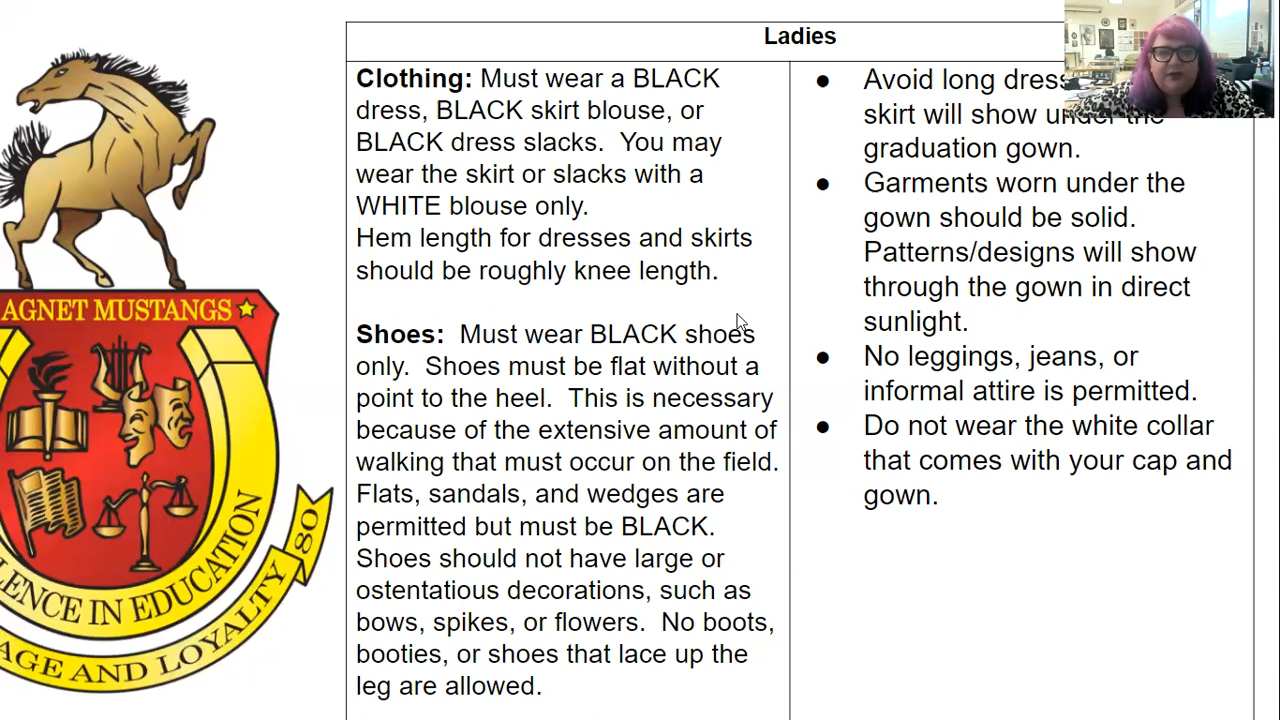 Ladies
Clothing: Must wear a BLACK
dress, BLACK skirt blouse, or
BLACK dress slacks. You may
wear the skirt or slacks with a
WHITE blouse only.
Hem length for dresses and skirts
should be roughly knee length.
Shoes: Must wear BLACK shoes
only. Shoes must be flat without a
point to the heel. This is necessary
because of the extensive amount of
walking that must occur on the field.
Flats, sandals, and wedges are
permitted but must be BLACK.
Shoes should not have large or
ostentatious decorations, such as
bows, spikes, or flowers. No boots,
booties, or shoes that lace up the
leg are allowed.
● Avoid long dress
skirt will show under the
graduation gown.
● Garments worn under the
gown should be solid.
Patterns/designs will show
through the gown in direct
sunlight.
● No leggings, jeans, or
informal attire is permitted.
● Do not wear the white collar
that comes with your cap and
gown.
AGNET MUSTANGS
LENCE IN EDUCATION
AGE AND LOYALTY 80